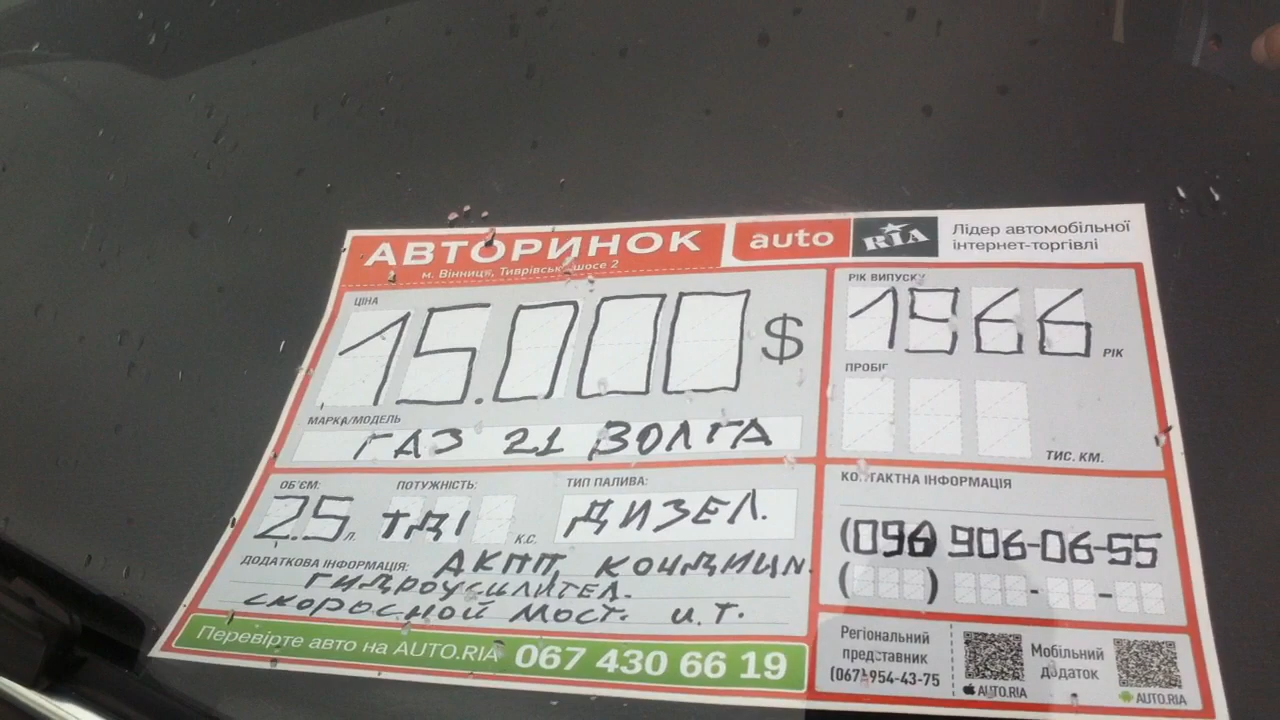 АВТОРИНОК
м. Вінниця, Тиврівське шосе 2
auto RIA
Лідер автомобільної
інтернет-торгівлі
ЦІНА
15.000 $
РІК ВИПУСКУ
1966 РІК
ПРОБІГ
ТИС. КМ.
МАРКА/МОДЕЛЬ
ГАЗ 21 ВОЛГА
ОБ'ЄМ:
2.5 Л.
ПОТУЖНІСТЬ:
ТДІ К.С.
ТИП ПАЛИВА:
ДИЗЕЛ.
КОНТАКТНА ІНФОРМАЦІЯ
(096) 906-06-55
( ) - -
ДОДАТКОВА ІНФОРМАЦІЯ: АКПП КОНДИЦИ.
ГИДРОУСИЛИТЕЛ.
СКОРОСНОЙ МОСТ. И.Т.
Перевірте авто на AUTO.RIA 067 430 66 19
Регіональний
представник
(067) 954-43-75
AUTO.RIA
Мобільний
додаток
AUTO.RIA